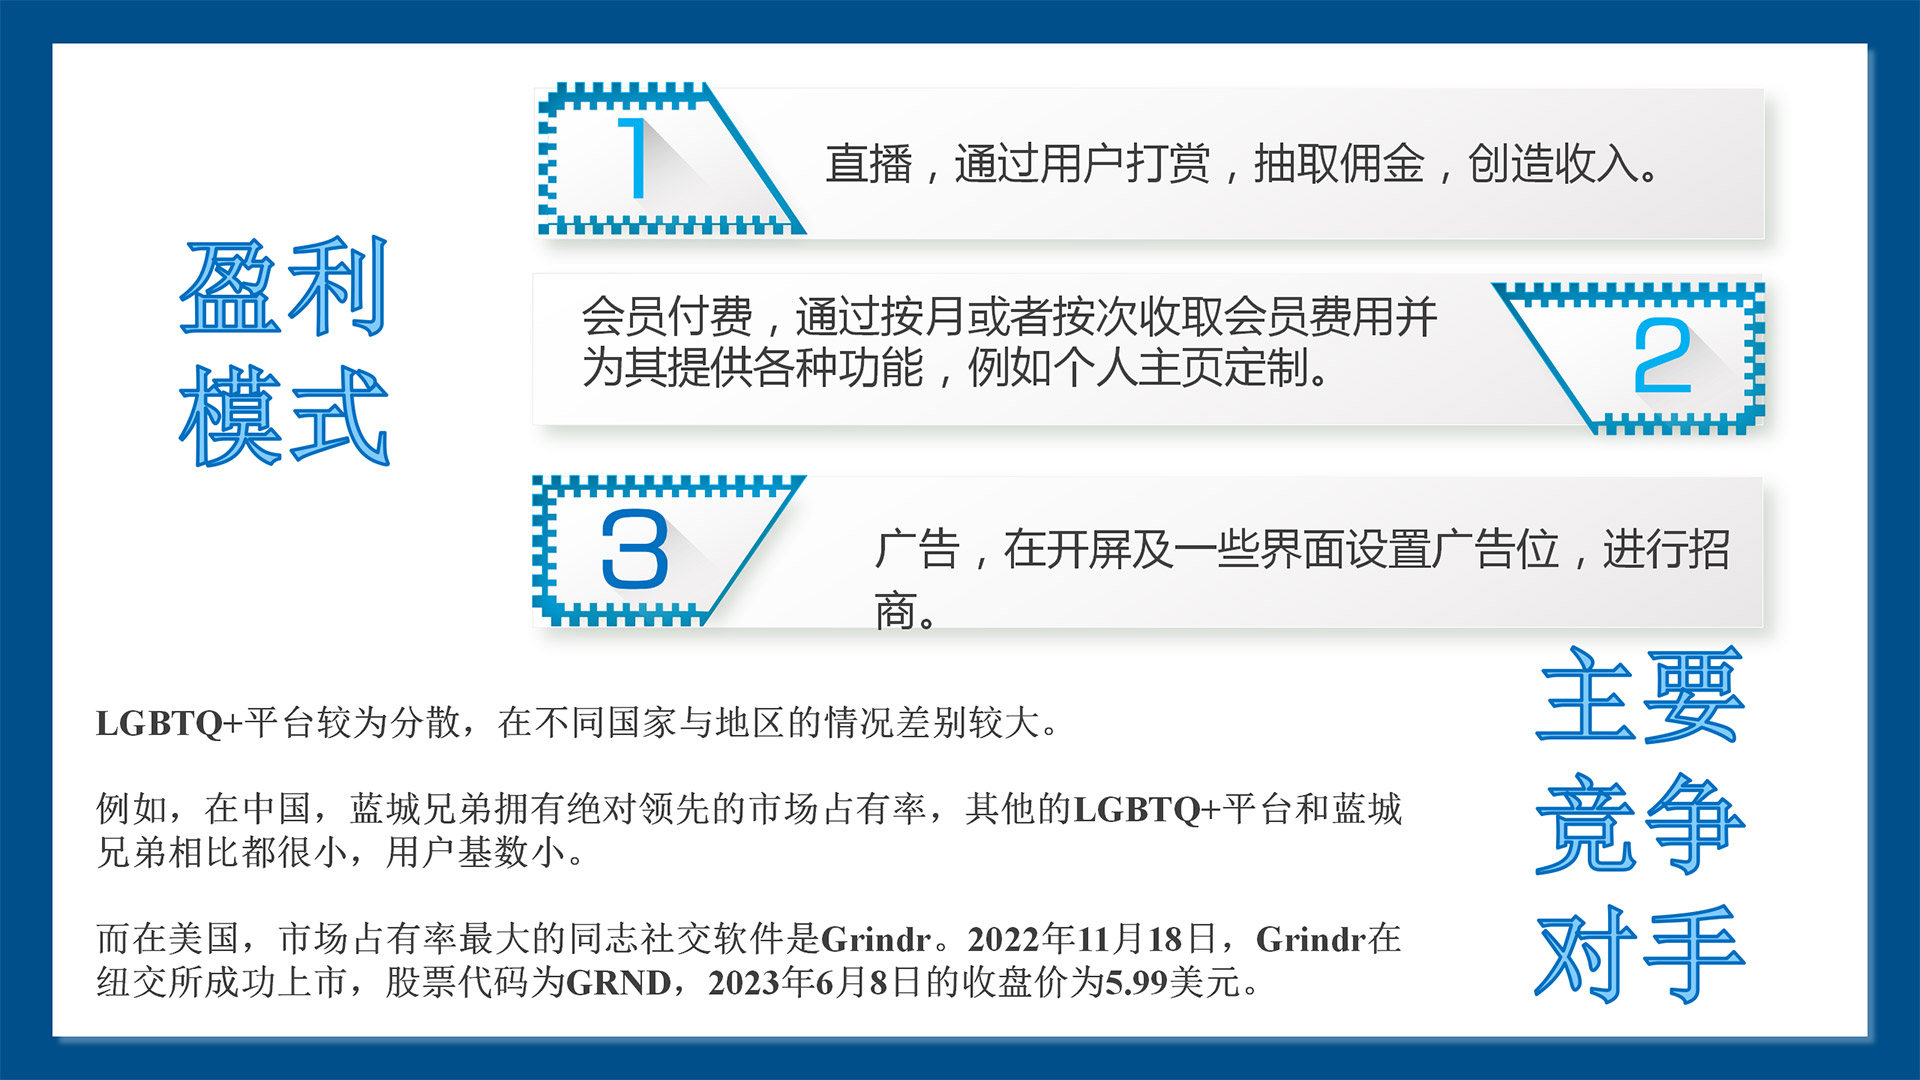 盈利
模式
1
直播，通过用户打赏，抽取佣金，创造收入。
会员付费，通过按月或者按次收取会员费用并
为其提供各种功能，例如个人主页定制。
2
3
广告，在开屏及一些界面设置广告位，进行招
商。
主要
竞争
对手
LGBTQ+平台较为分散，在不同国家与地区的情况差别较大。
例如，在中国，蓝城兄弟拥有绝对领先的市场占有率，其他的LGBTQ+平台和蓝城
兄弟相比都很小，用户基数小。
而在美国，市场占有率最大的同志社交软件是Grindr。2022年11月18日，Grindr在
纽交所成功上市，股票代码为GRND，2023年6月8日的收盘价为5.99美元。